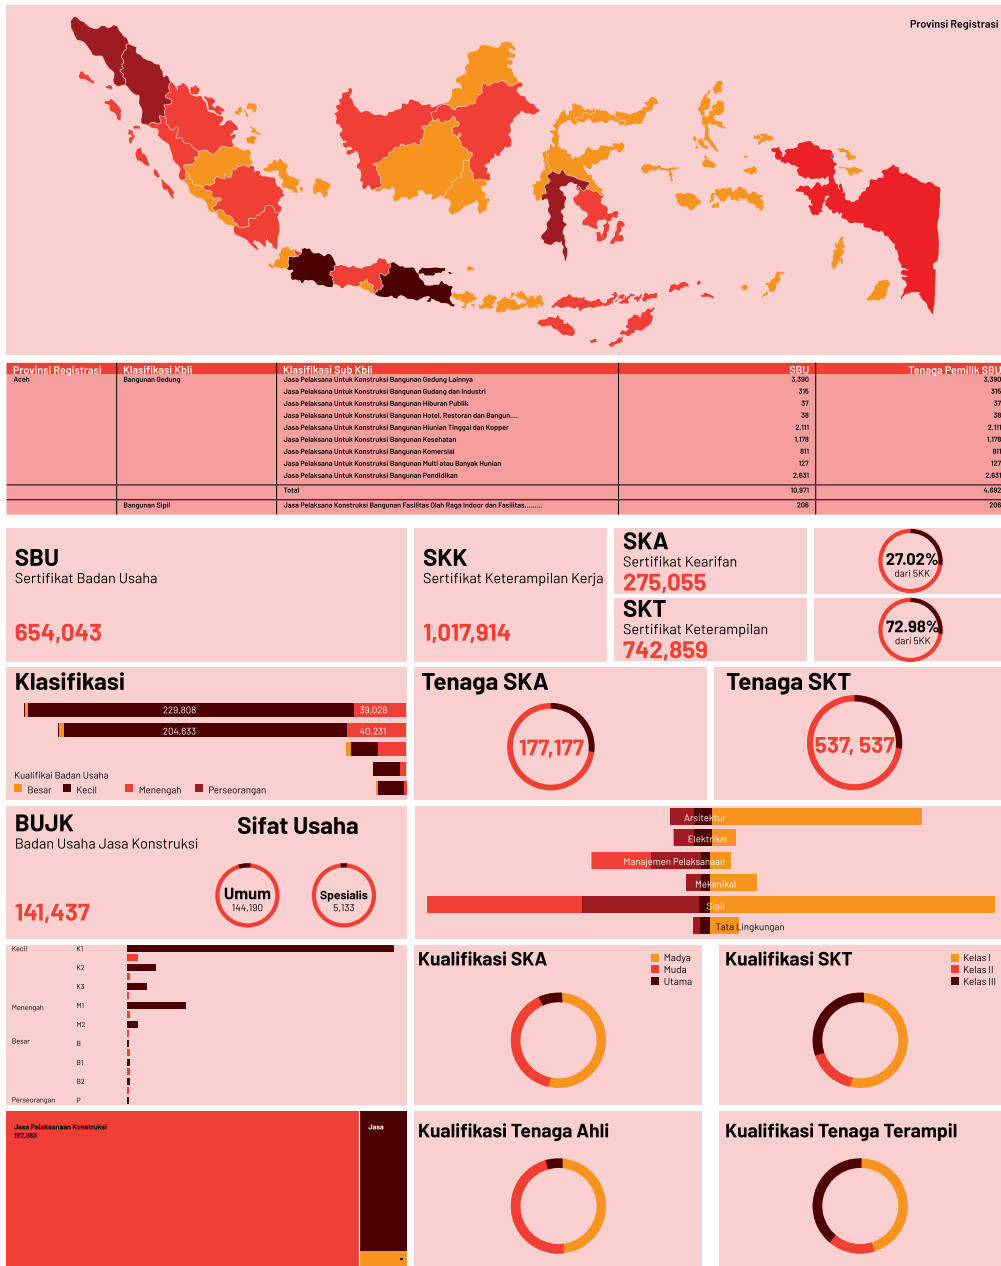 Provinsi Registrasi
Provinsi Registrasi Klasifikasi Kbli Klasifikasi Sub Kbli SBU Tenaga Pemilik SBU
Aceh Bangunan Gedung Jasa Pelaksana Untuk Konstruksi Bangunan Gedung Lainnya 3,390 3,390
Jasa Pelaksana Untuk Konstruksi Bangunan Gudang dan Industri 315 315
Jasa Pelaksana Untuk Konstruksi Bangunan Hiburan Publik 37 37
Jasa Pelaksana Untuk Konstruksi Bangunan Hotel, Restoran dan Bangun.... 38 38
Jasa Pelaksana Untuk Konstruksi Bangunan Hiunian Tinggal dan Kopper 2,111 2,111
Jasa Pelaksana Untuk Konstruksi Bangunan Kesehatan 1,178 1,178
Jasa Pelaksana Untuk Konstruksi Bangunan Komersial 811 811
Jasa Pelaksana Untuk Konstruksi Bangunan Multi atau Banyak Hunian 127 127
Jasa Pelaksana Untuk Konstruksi Bangunan Pendidikan 2,631 2,631
Total 10,971 4,692
Bangunan Sipil Jasa Pelaksana Konstruksi Bangunan Fasilitas Olah Raga Indoor dan Fasilitas......... 206 206
SBU
Sertifikat Badan Usaha
654,043
SKK
Sertifikat Keterampilan Kerja
1,017,914
SKA
Sertifikat Kearifan
275,055
27.02%
dari 5KK
SKT
Sertifikat Keterampilan
742,859
72.98%
dari 5KK
Klasifikasi
229,808 39,028
204,633 40,231
Kualifikai Badan Usaha
Besar Kecil Menengah Perseorangan
Tenaga SKA
177,177
Tenaga SKT
537, 537
BUJK
Badan Usaha Jasa Konstruksi
141,437
Sifat Usaha
Umum
144,190
Spesialis
5,133
Arsitektur
Elektrikal
Manajemen Pelaksanaan
Mekanikal
Sipil
Tata Lingkungan
Kecil K1
K2
K3
Menengah M1
M2
Besar B
B1
B2
Perseorangan P
Kualifikasi SKA
Madya
Muda
Utama
Kualifikasi SKT
Kelas I
Kelas II
Kelas III
Jasa Pelaksanaan Konstruksi
197,383
Jasa
Kualifikasi Tenaga Ahli
Kualifikasi Tenaga Terampil